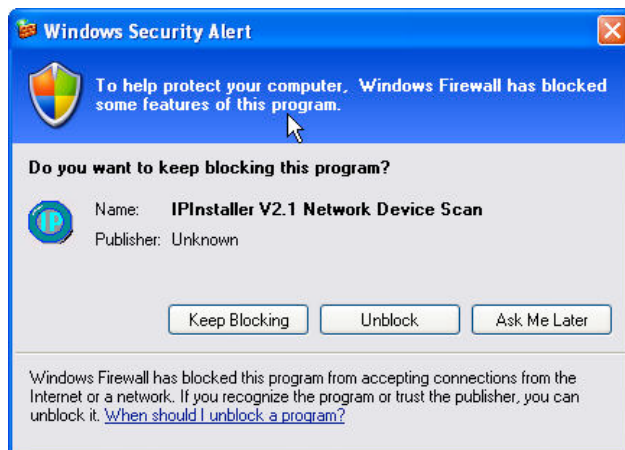 Windows Security Alert
To help protect your computer, Windows Firewall has blocked
some features of this program.
Do you want to keep blocking this program?
IP
Name: IPInstaller V2.1 Network Device Scan
Publisher: Unknown
Keep Blocking Unblock Ask Me Later
Windows Firewall has blocked this program from accepting connections from the
Internet or a network. If you recognize the program or trust the publisher, you can
unblock it. When should I unblock a program?